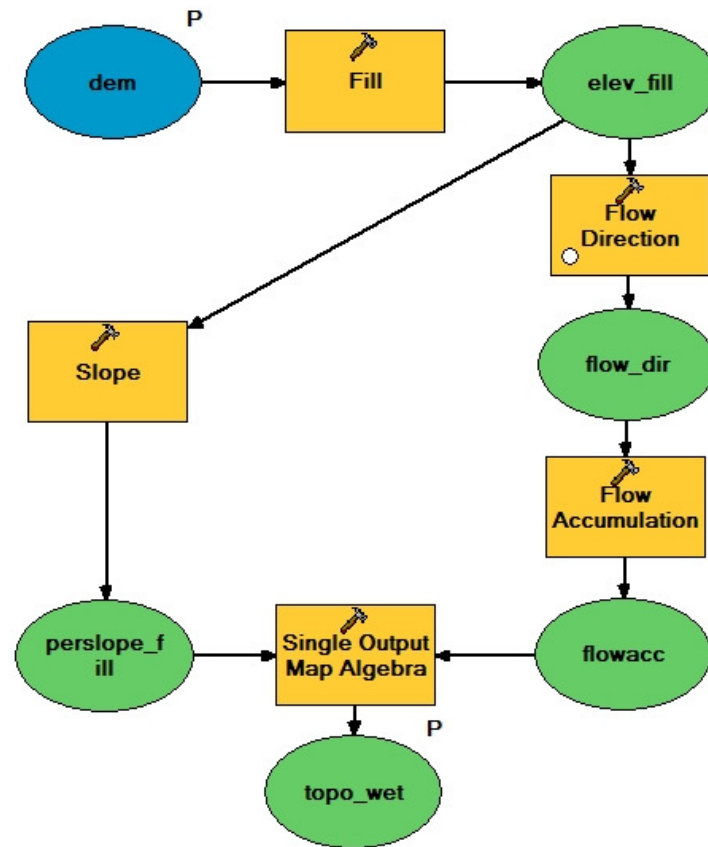 P
dem
Fill
elev_fill
Flow
Direction
Slope
flow_dir
Flow
Accumulation
perslope_f
ill
Single Output
Map Algebra
flowacc
P
topo_wet